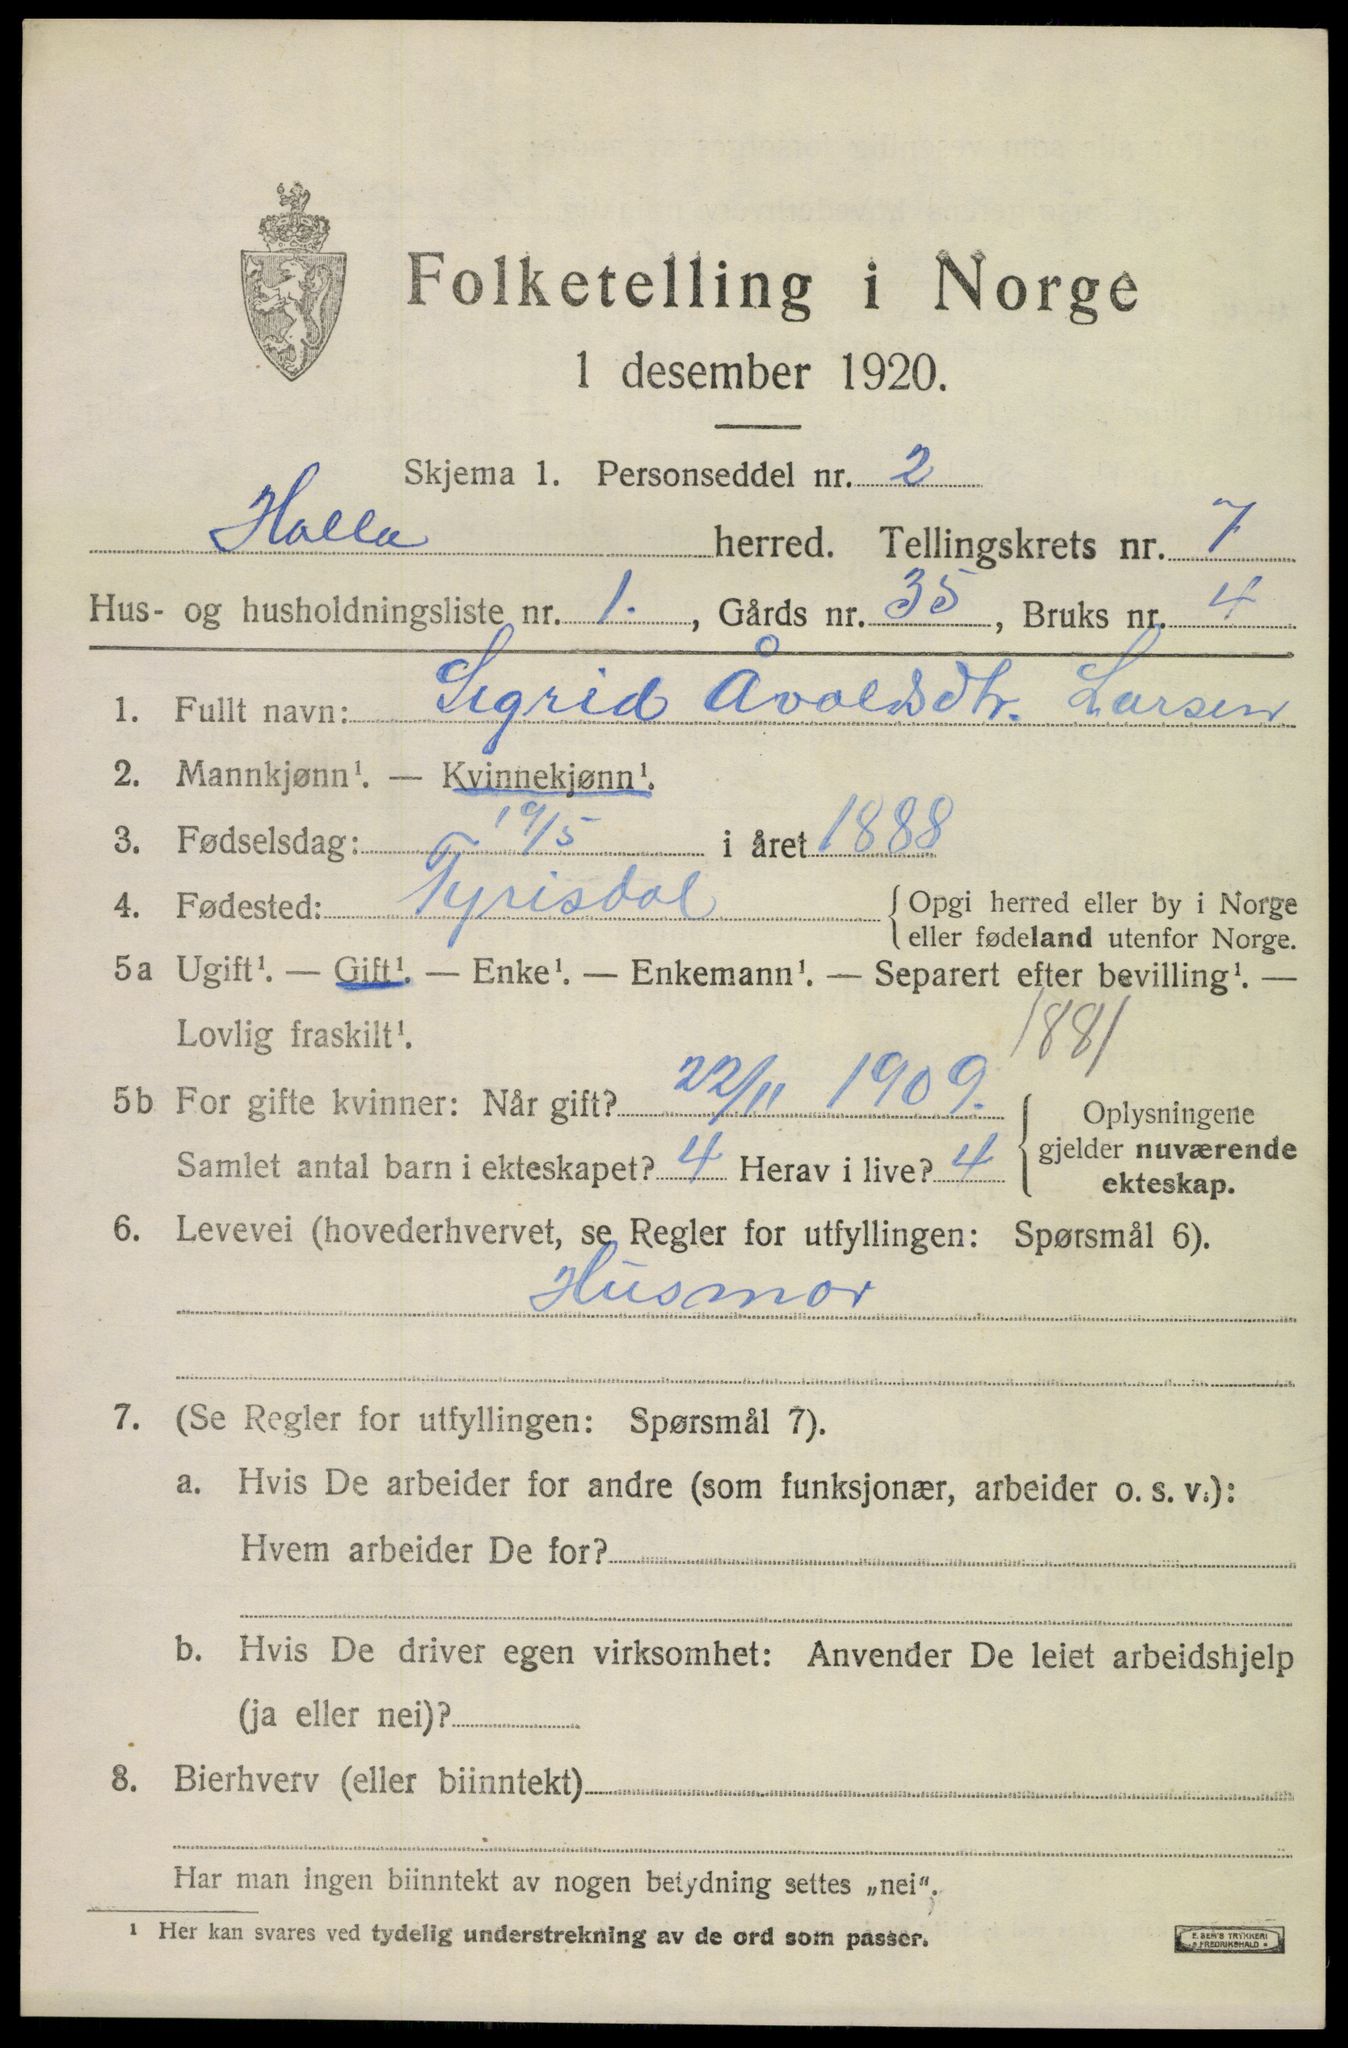 Folketelling i Norge
1 desember 1920.
Skjema 1. Personseddel nr. 2
Holla herred. Tellingskrets nr. 7
Hus- og husholdningsliste nr. 1. , Gårds nr. 35, Bruks nr. 4
1. Fullt navn: Sigrid Åvoldsdtr. Larsen
2. Mannkjønn¹. — Kvinnekjønn¹.
3. Fødselsdag: 19/5 i året 1888
4. Fødested: Tyrisdal { Opgi herred eller by i Norge
eller fødeland utenfor Norge.
5a Ugift¹. — Gift¹. — Enke¹. — Enkemann¹. — Separert efter bevilling¹. —
Lovlig fraskilt¹.
1881
5b For gifte kvinner: Når gift? 22/11 1909. { Oplysningene
gjelder nuværende
ekteskap.
Samlet antal barn i ekteskapet? 4 Herav i live? 4
6. Levevei (hovederhvervet, se Regler for utfyllingen: Spørsmål 6).
Husmor
7. (Se Regler for utfyllingen: Spørsmål 7).
a. Hvis De arbeider for andre (som funksjonær, arbeider o. s. v.):
Hvem arbeider De for?
b. Hvis De driver egen virksomhet: Anvender De leiet arbeidshjelp
(ja eller nei)?
8. Bierhverv (eller biinntekt)
Har man ingen biinntekt av nogen betydning settes „nei".
¹ Her kan svares ved tydelig understrekning av de ord som passer.
E. SEM'S TRYKKERI
FREDRIKSHALD